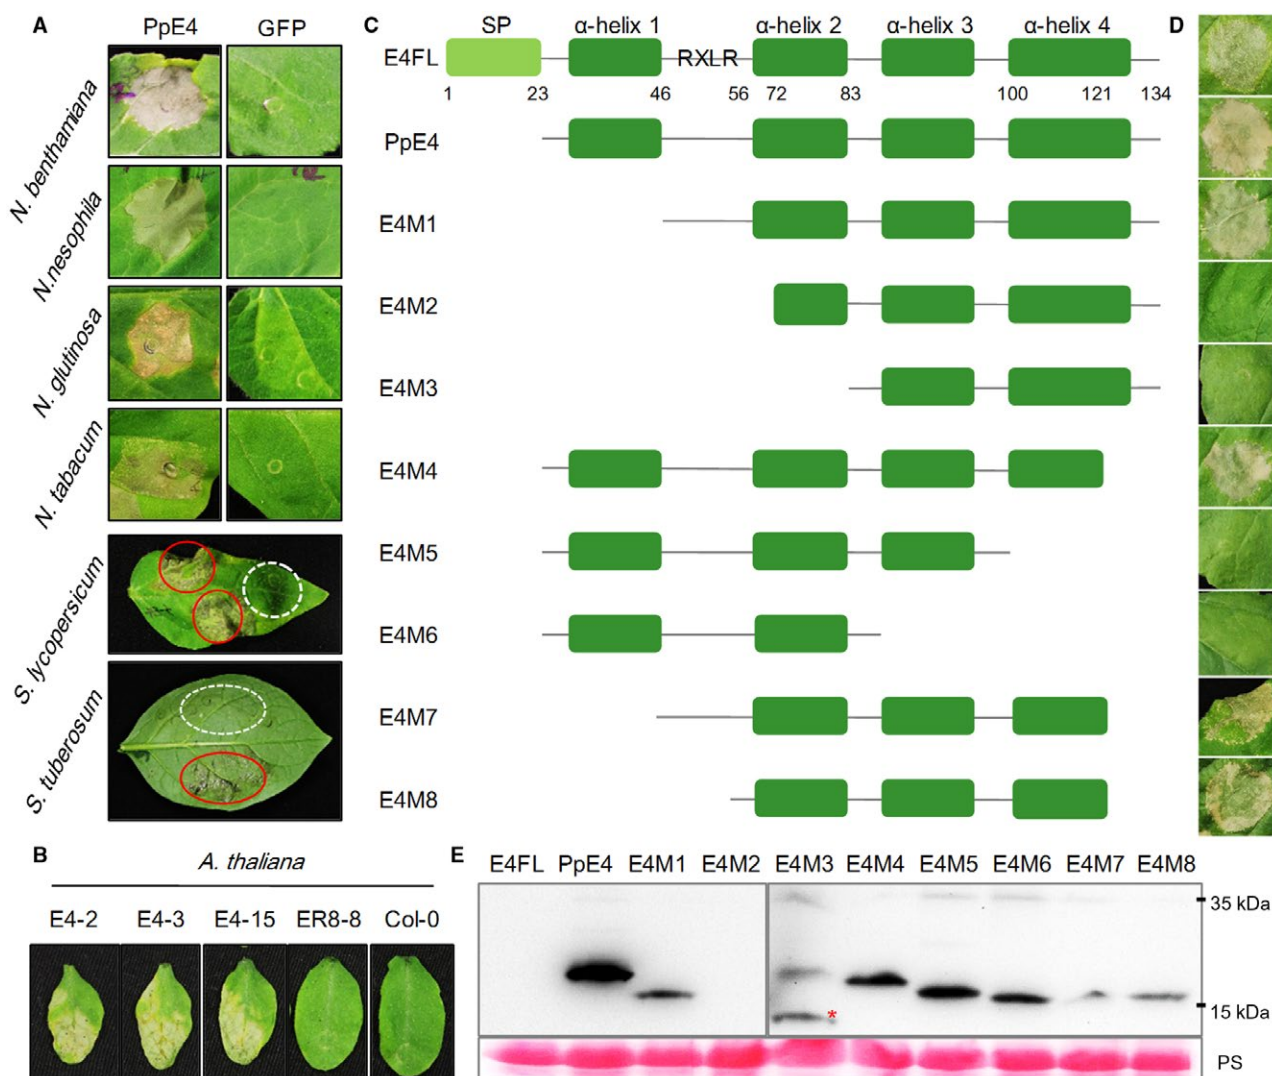 A
PpE4 GFP
N. benthamiana
N.nesophila
N. glutinosa
N. tabacum
S. lycopersicum
S. tuberosum
B
A. thaliana
E4-2 E4-3 E4-15 ER8-8 Col-0
C
SP α-helix 1 α-helix 2 α-helix 3 α-helix 4
E4FL RXLR
1 23 46 56 72 83 100 121 134
PpE4
E4M1
E4M2
E4M3
E4M4
E4M5
E4M6
E4M7
E4M8
D
E
E4FL PpE4 E4M1 E4M2 E4M3 E4M4 E4M5 E4M6 E4M7 E4M8
35 kDa
*
15 kDa
PS